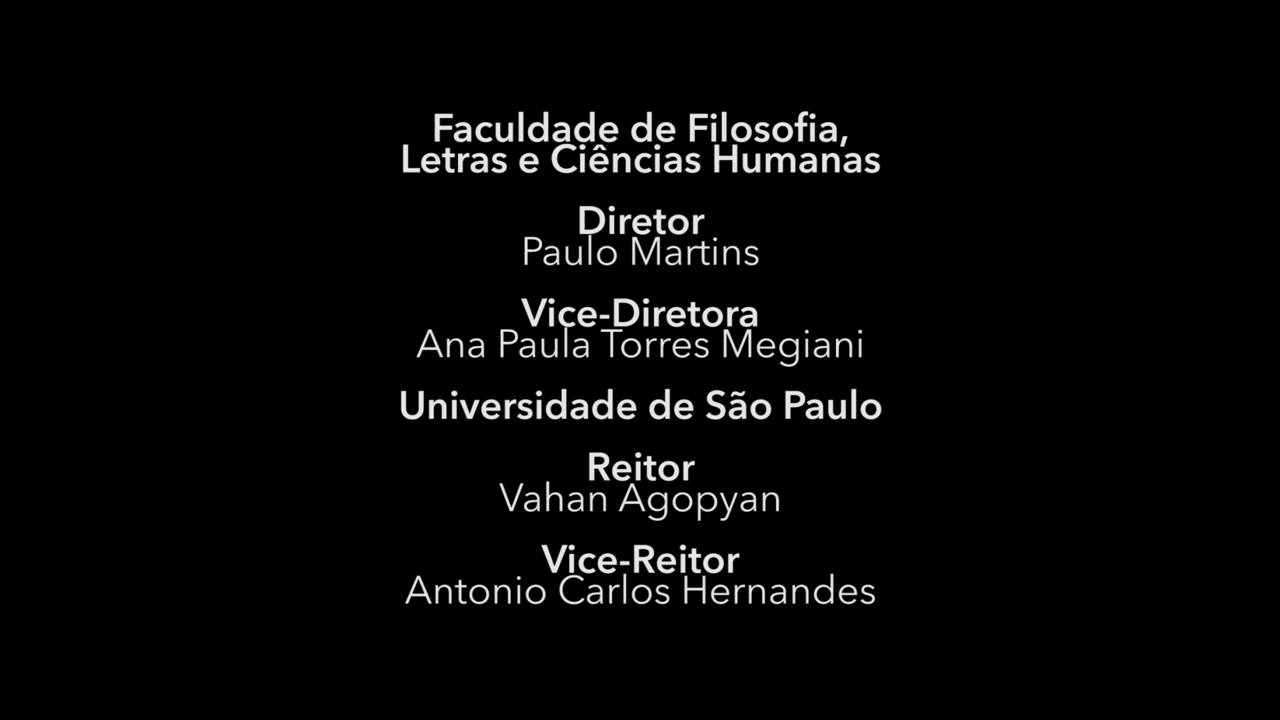 Faculdade de Filosofia,
Letras e Ciências Humanas
Diretor
Paulo Martins
Vice-Diretora
Ana Paula Torres Megiani
Universidade de São Paulo
Reitor
Vahan Agopyan
Vice-Reitor
Antonio Carlos Hernandes